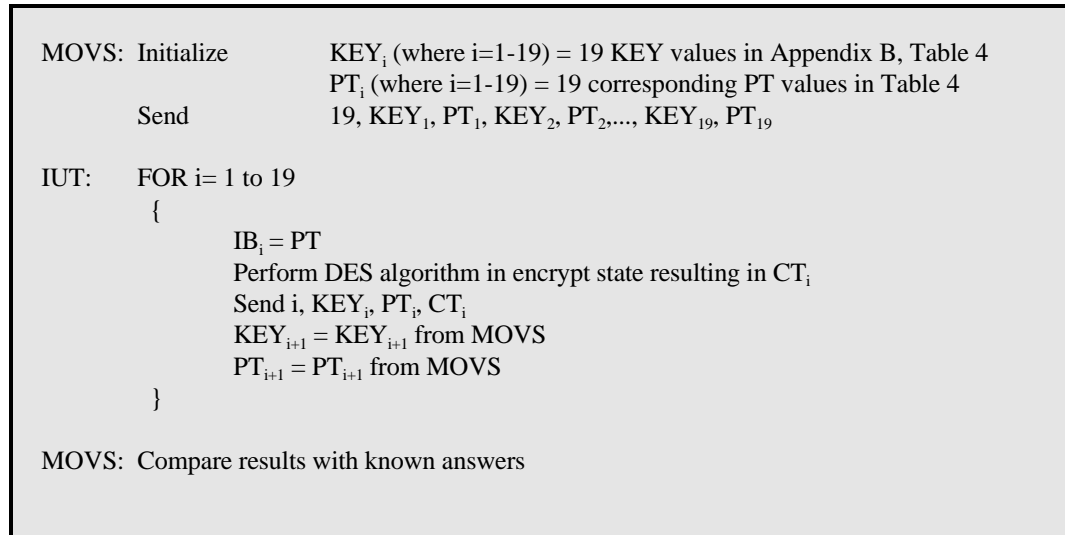 MOVS: Initialize KEYᵢ (where i=1-19) = 19 KEY values in Appendix B, Table 4
PTᵢ (where i=1-19) = 19 corresponding PT values in Table 4
Send 19, KEY₁, PT₁, KEY₂, PT₂,..., KEY₁₉, PT₁₉
IUT: FOR i= 1 to 19
{
IBᵢ = PT
Perform DES algorithm in encrypt state resulting in CTᵢ
Send i, KEYᵢ, PTᵢ, CTᵢ
KEYᵢ₊₁ = KEYᵢ₊₁ from MOVS
PTᵢ₊₁ = PTᵢ₊₁ from MOVS
}
MOVS: Compare results with known answers